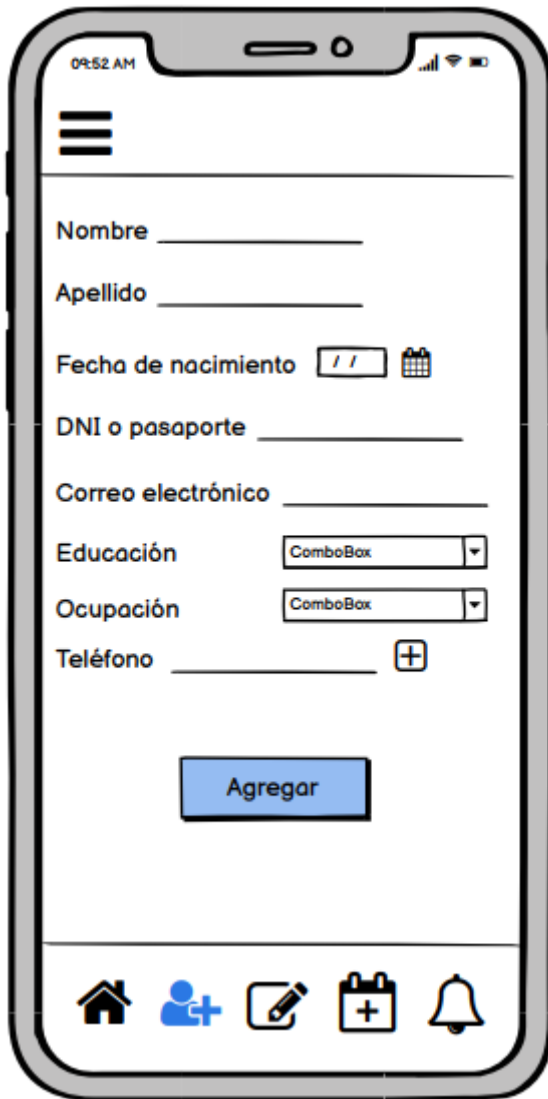 09:52 AM
Nombre
Apellido
Fecha de nacimiento / /
DNI o pasaporte
Correo electrónico
Educación ComboBox
Ocupación ComboBox
Teléfono
Agregar